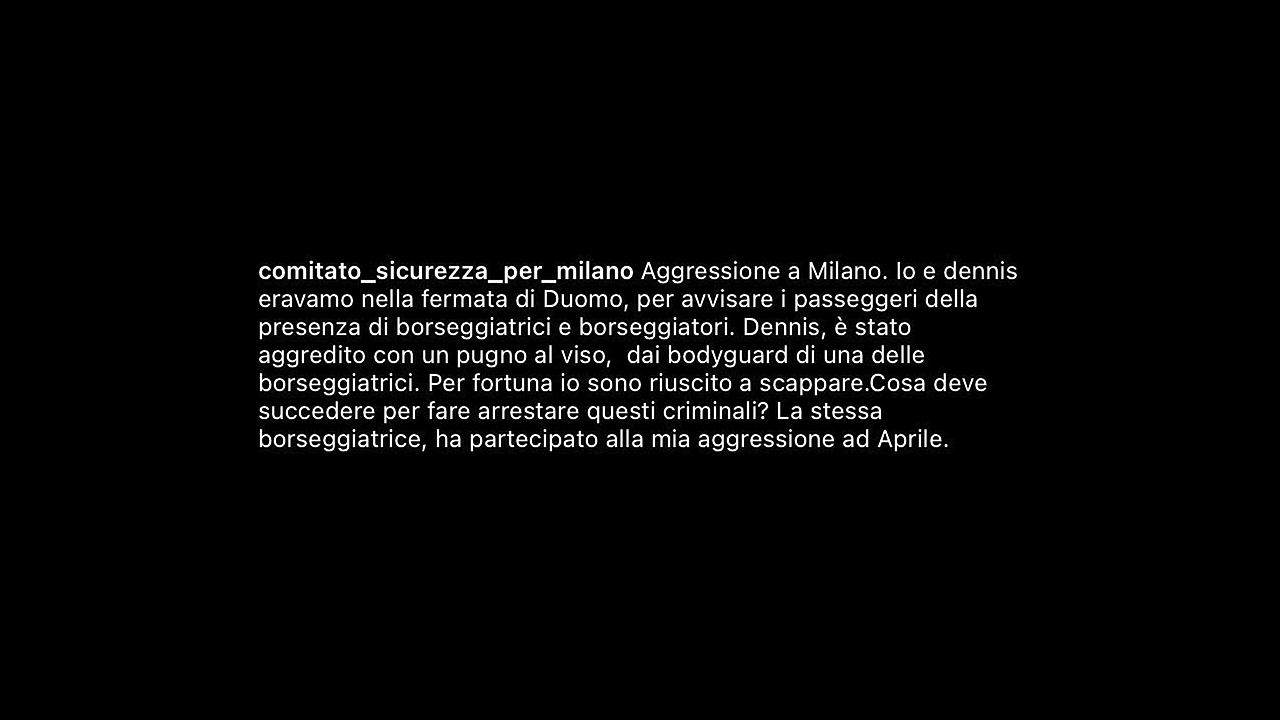 comitato_sicurezza_per_milano Aggressione a Milano. Io e dennis
eravamo nella fermata di Duomo, per avvisare i passeggeri della
presenza di borseggiatrici e borseggiatori. Dennis, è stato
aggredito con un pugno al viso,  dai bodyguard di una delle
borseggiatrici. Per fortuna io sono riuscito a scappare.Cosa deve
succedere per fare arrestare questi criminali? La stessa
borseggiatrice, ha partecipato alla mia aggressione ad Aprile.